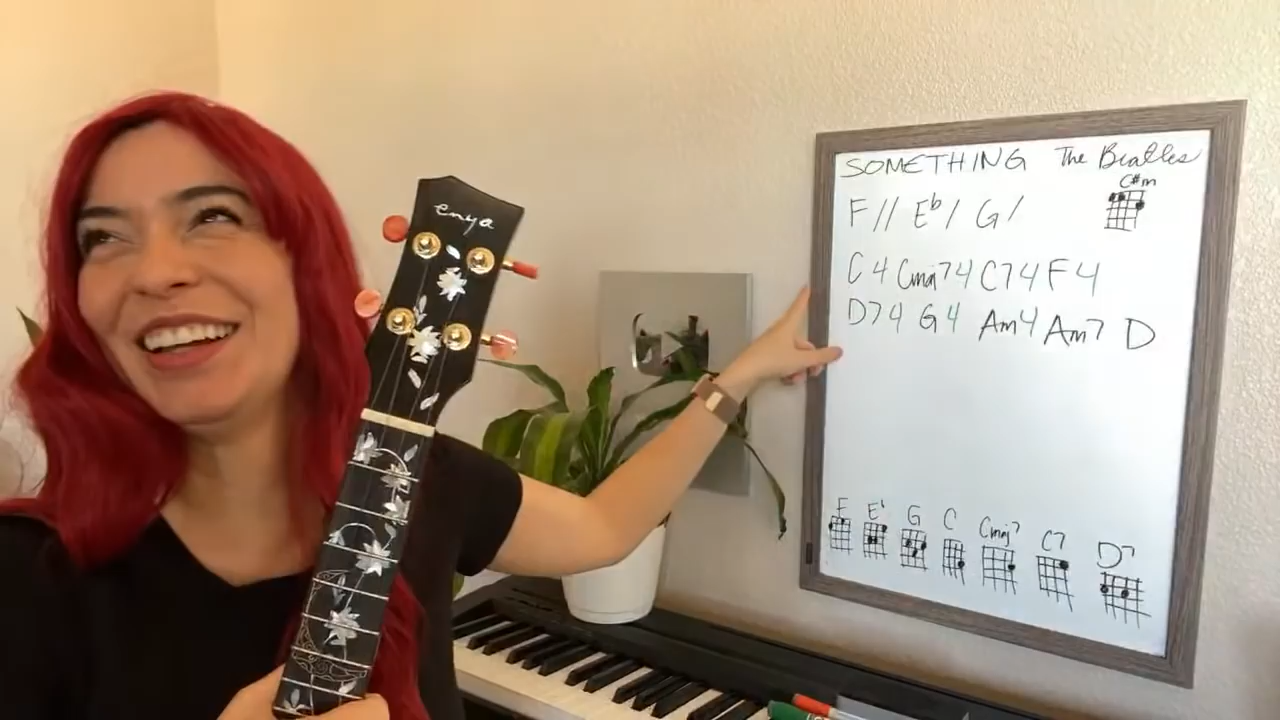 enya
SOMETHING The Beatles
C#m
F // E♭ / G /
C 4 Cmaj7 4 C7 4 F 4
D7 4 G 4 Am 4 Am7 D
F E♭ G C Cmaj7 C7 D7